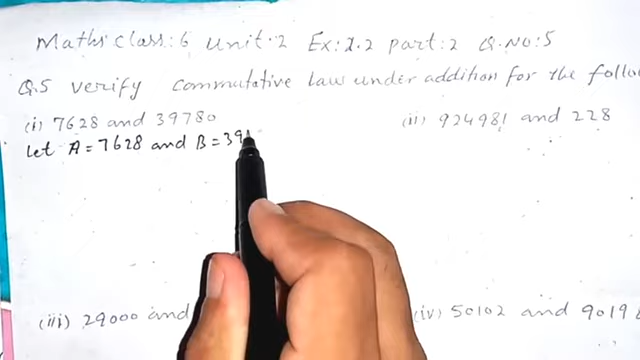 Maths class: 6 Unit. 2 Ex: 2.2 part: 2 Q. NO: 5
Q.5 verify commutative law under addition for the
(i) 7628 and 39780 (ii) 924981 and 228
Let A = 7628 and B = 39
(iii) 29000 and (iv) 50102 and 9019